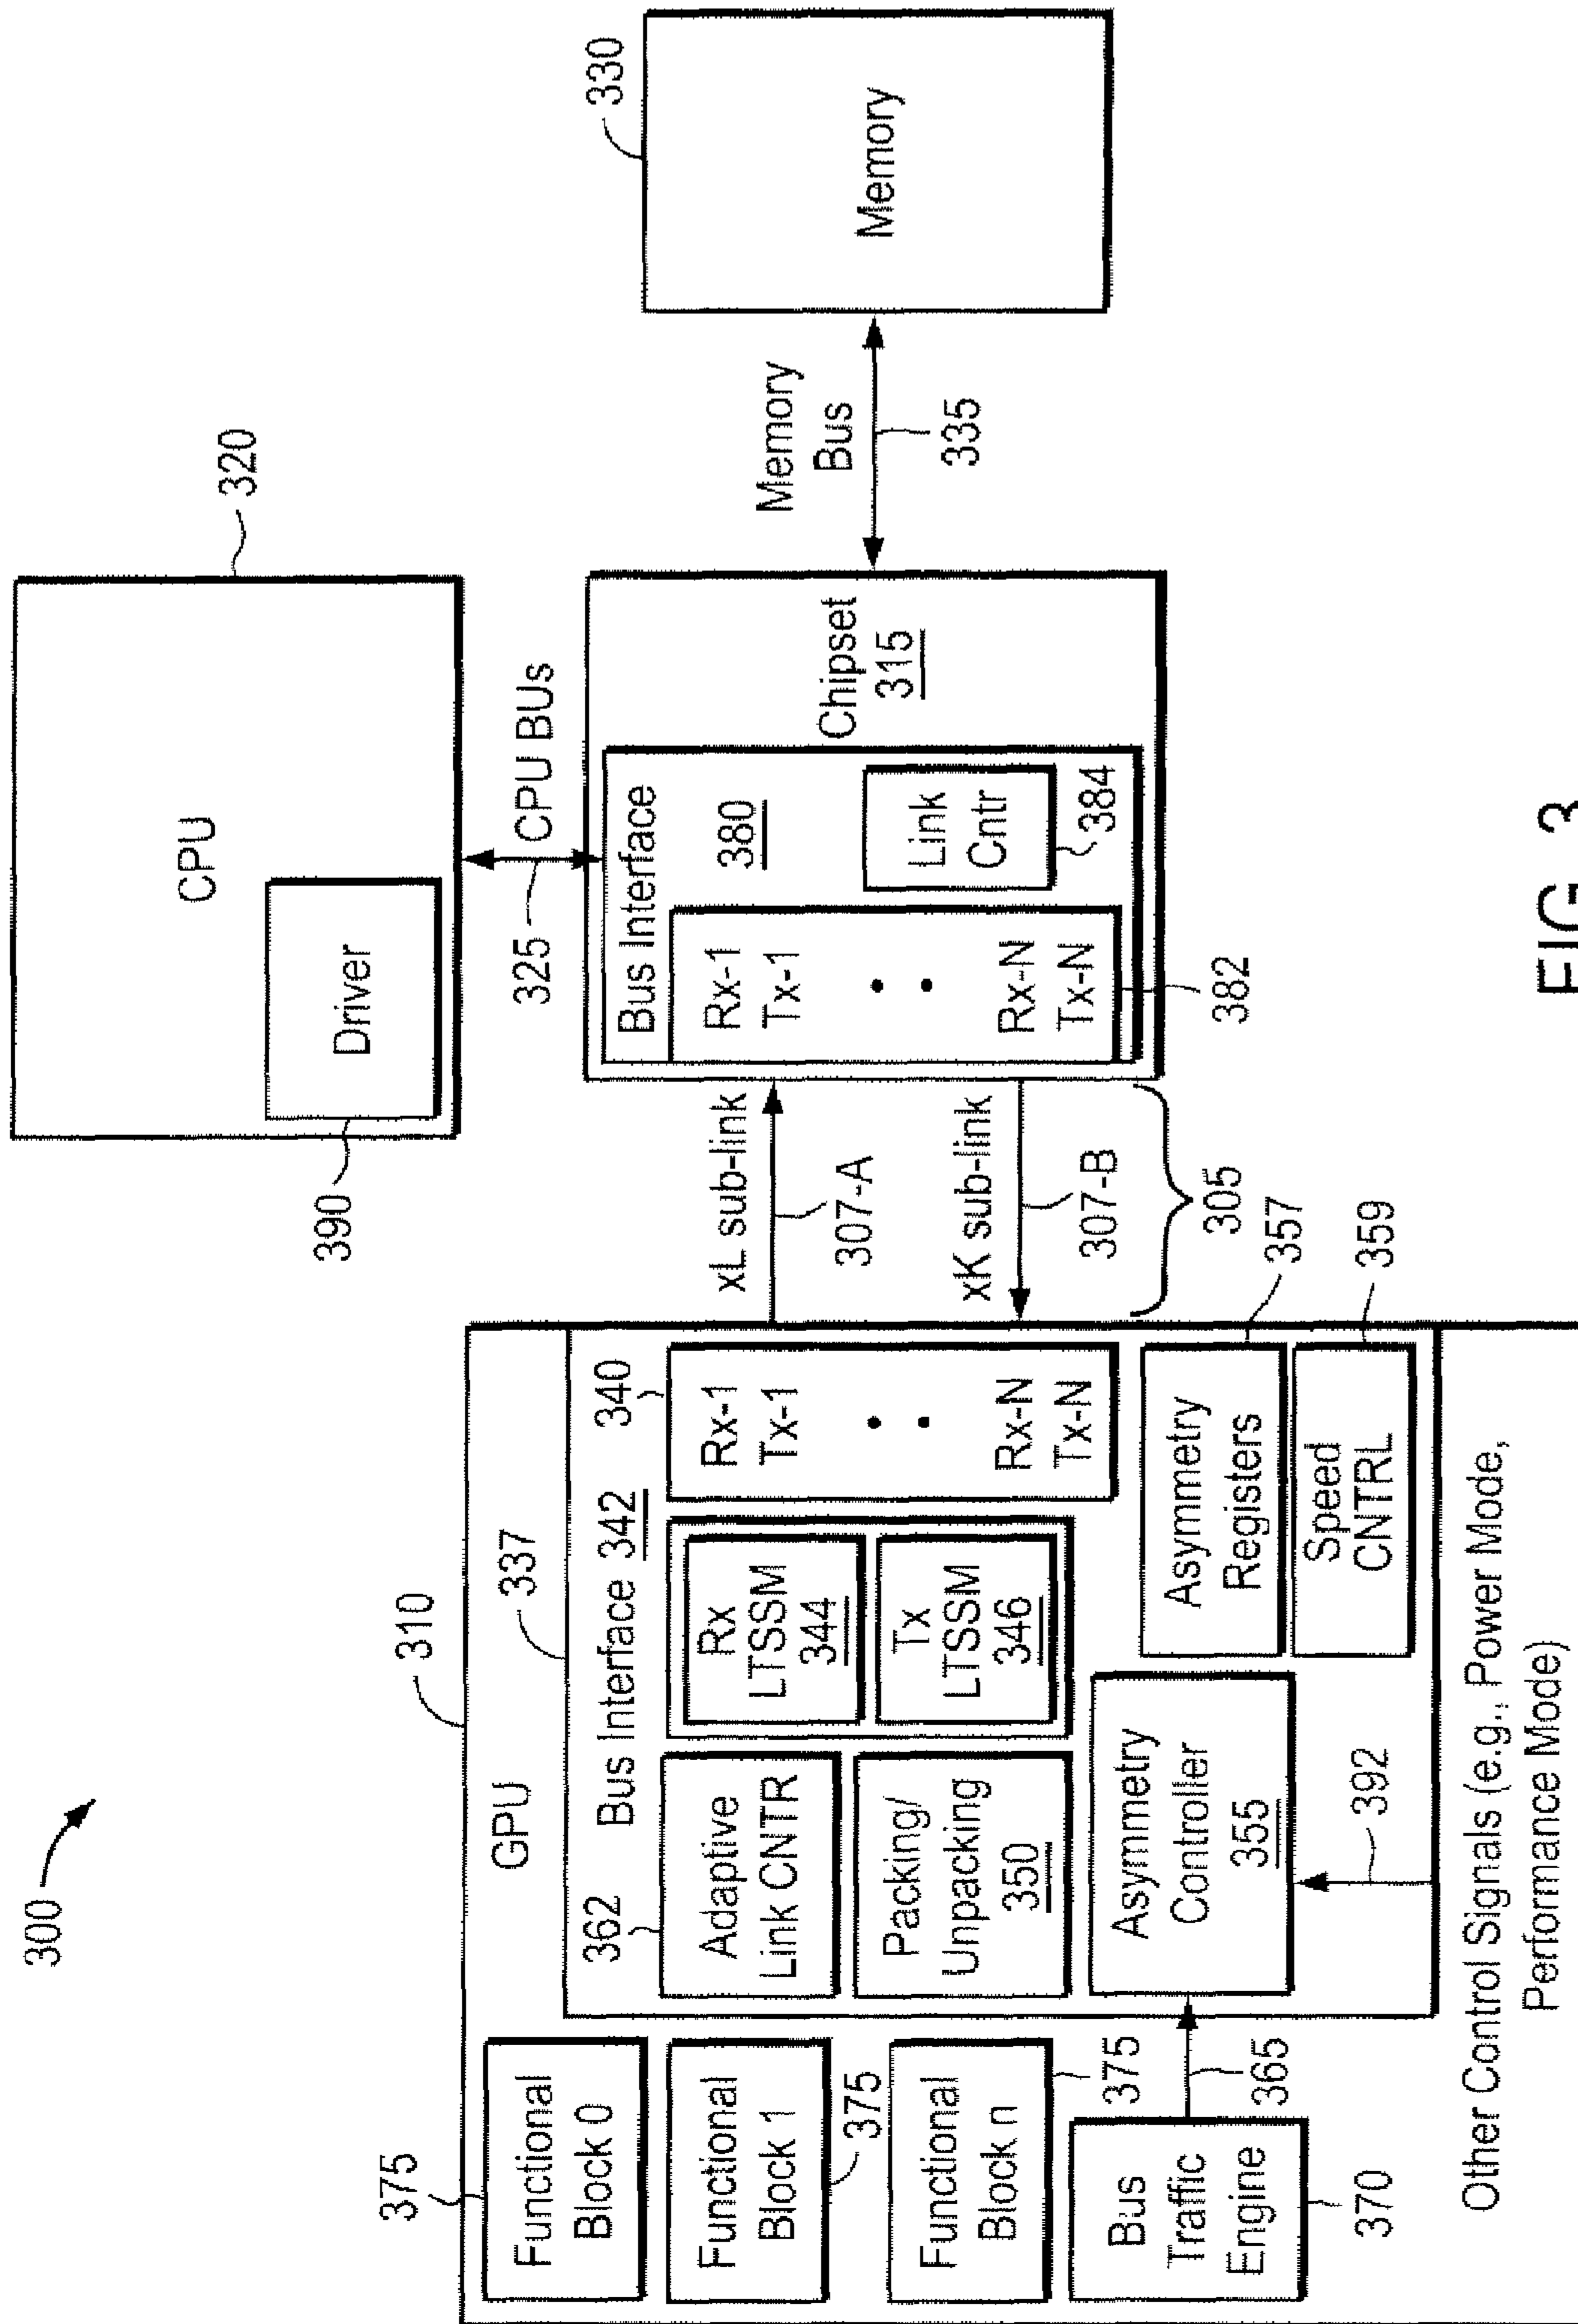 300
GPU
310
337
375
Functional
Block 0
Functional
Block 1
375
Functional
Block n
375
Bus
Traffic
Engine
370
365
Bus Interface 342
362
Adaptive
Link CNTR
Packing/
Unpacking
350
Rx
LTSSM
344
Tx
LTSSM
346
340
Rx-1
Tx-1
Rx-N
Tx-N
Asymmetry
Controller
355
392
Asymmetry
Registers
357
Speed
CNTRL
359
Other Control Signals (e.g., Power Mode,
Performance Mode)
xL sub-link
307-A
xK sub-link
307-B
305
CPU
320
Driver
390
325
CPU BUs
Bus Interface
380
Rx-1
Tx-1
Rx-N
Tx-N
382
Link
Cntr
384
Chipset
315
Memory
Bus
335
Memory
330
FIG. 3